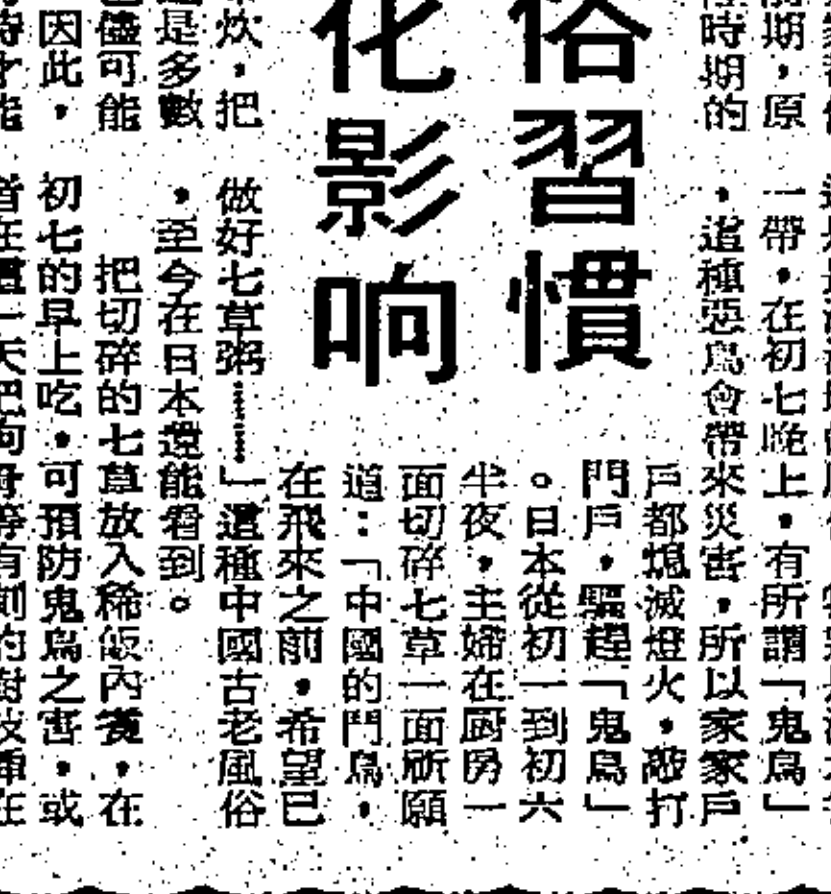 俗習慣
化影响
期，原
時期的
一帶，在初七晚上，有所謂「鬼鳥」
，這種惡鳥會帶來災害，所以家家戶
戶都熄滅燈火，敲打
門戶，驅趕「鬼鳥」
。日本從初一到初六
半夜，主婦在厨房一
面切碎七草一面祈願
道：「中國的門鳥，
在飛來之前，希望已
炊，把
是多數
儘可能
因此，
做好七草粥………」這種中國古老風俗
，至今在日本還能看到。
把切碎的七草放入稀飯內煮，在
初七的早上吃，可預防鬼鳥之害，或